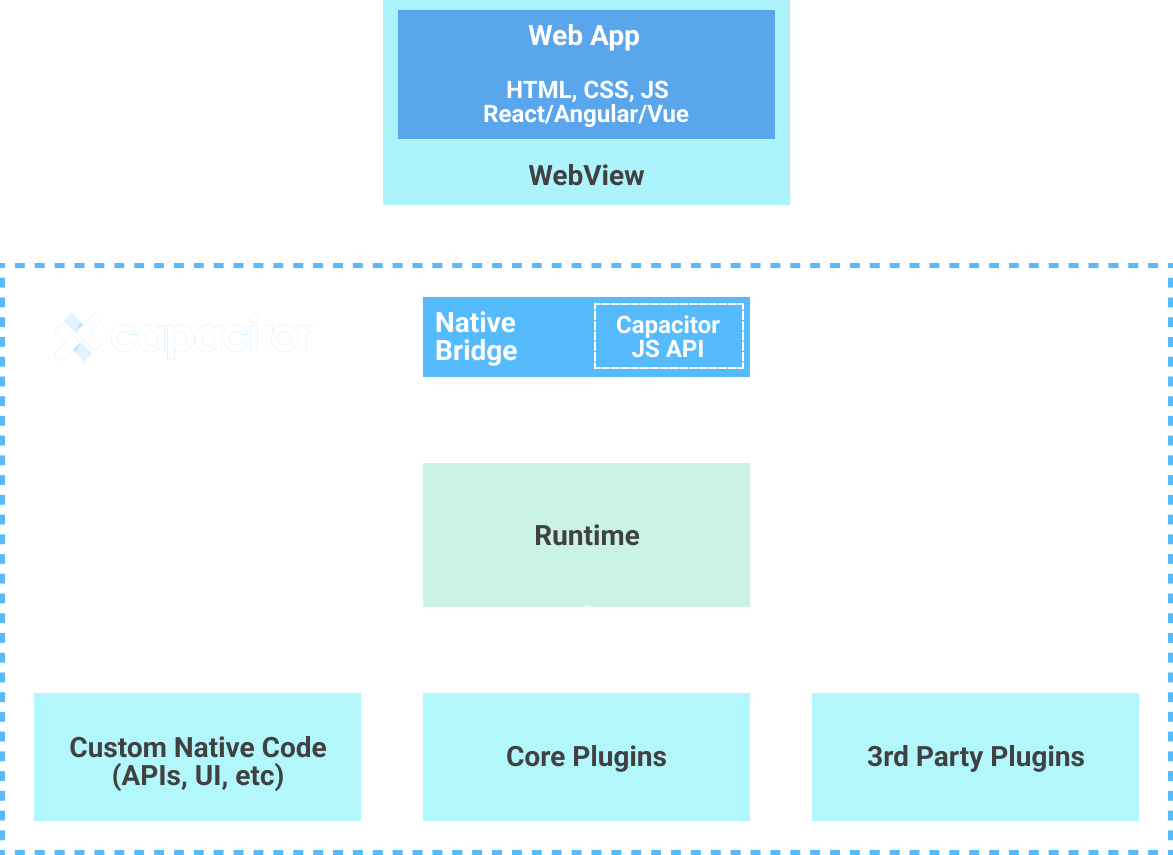 Web App
HTML, CSS, JS
React/Angular/Vue
WebView
capacitor
Native
Bridge
Capacitor
JS API
Runtime
Custom Native Code
(APIs, UI, etc)
Core Plugins
3rd Party Plugins